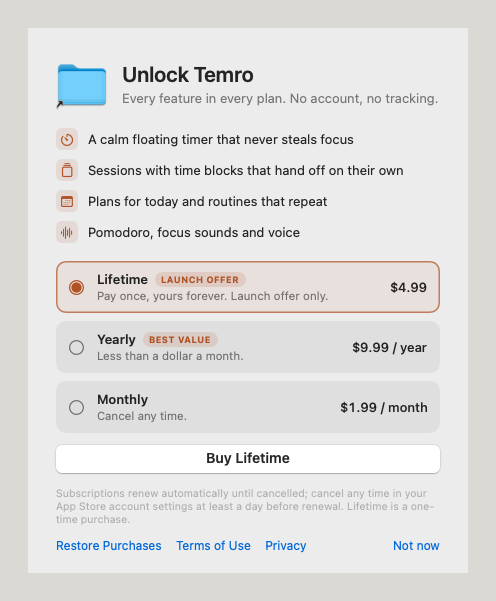 Unlock Temro
Every feature in every plan. No account, no tracking.
A calm floating timer that never steals focus
Sessions with time blocks that hand off on their own
Plans for today and routines that repeat
Pomodoro, focus sounds and voice
Lifetime LAUNCH OFFER
Pay once, yours forever. Launch offer only.
$4.99
Yearly BEST VALUE
Less than a dollar a month.
$9.99 / year
Monthly
Cancel any time.
$1.99 / month
Buy Lifetime
Subscriptions renew automatically until cancelled; cancel any time in your
App Store account settings at least a day before renewal. Lifetime is a one-
time purchase.
Restore Purchases Terms of Use Privacy Not now